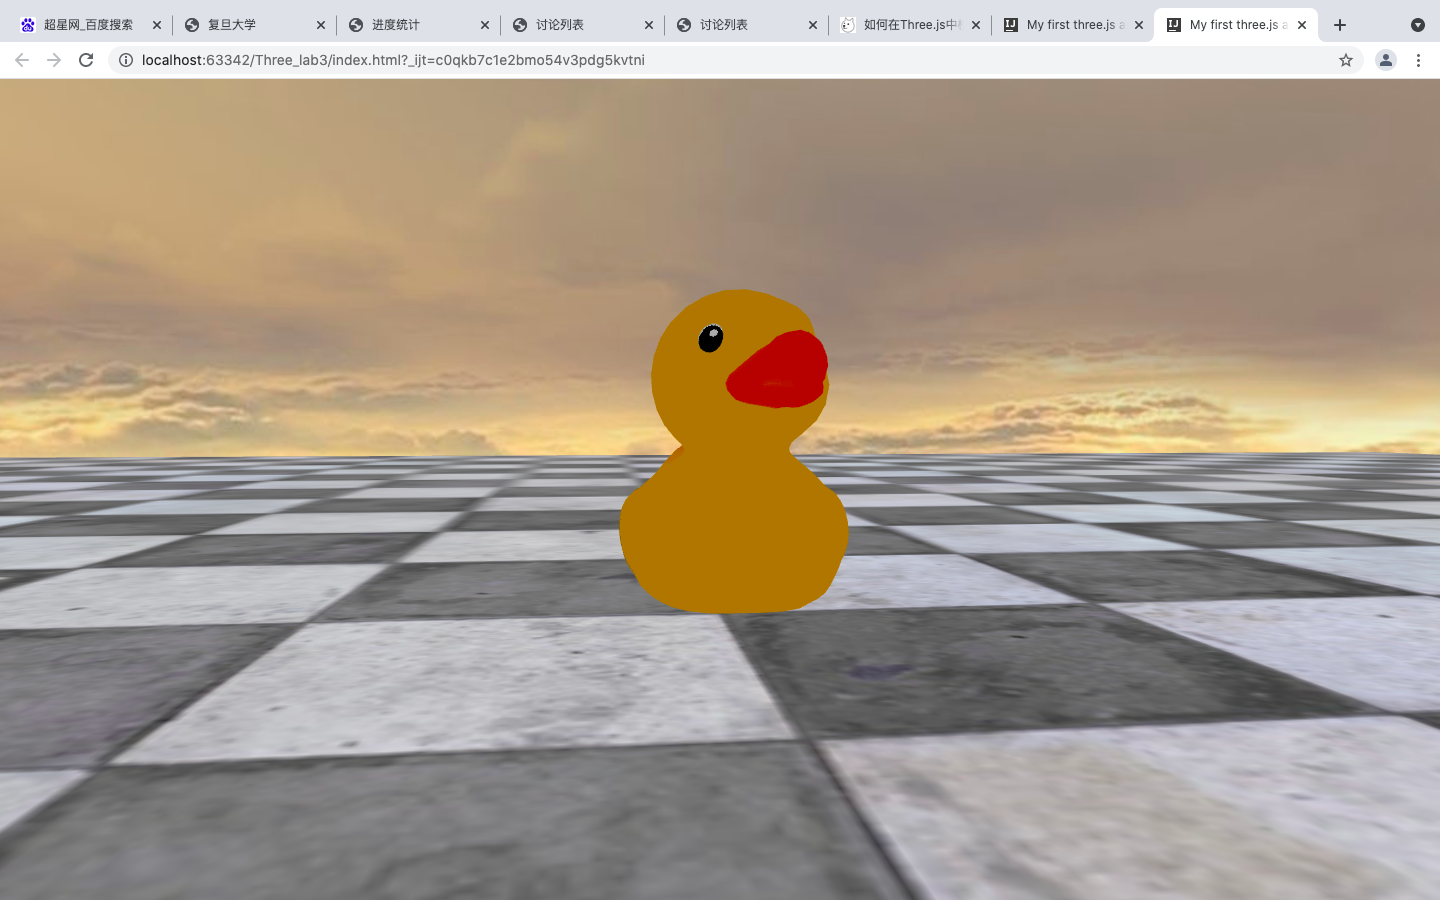 超星网_百度搜索
复旦大学
进度统计
讨论列表
讨论列表
如何在Three.js中
My first three.js a
My first three.js a
localhost:63342/Three_lab3/index.html?_ijt=c0qkb7c1e2bmo54v3pdg5kvtni